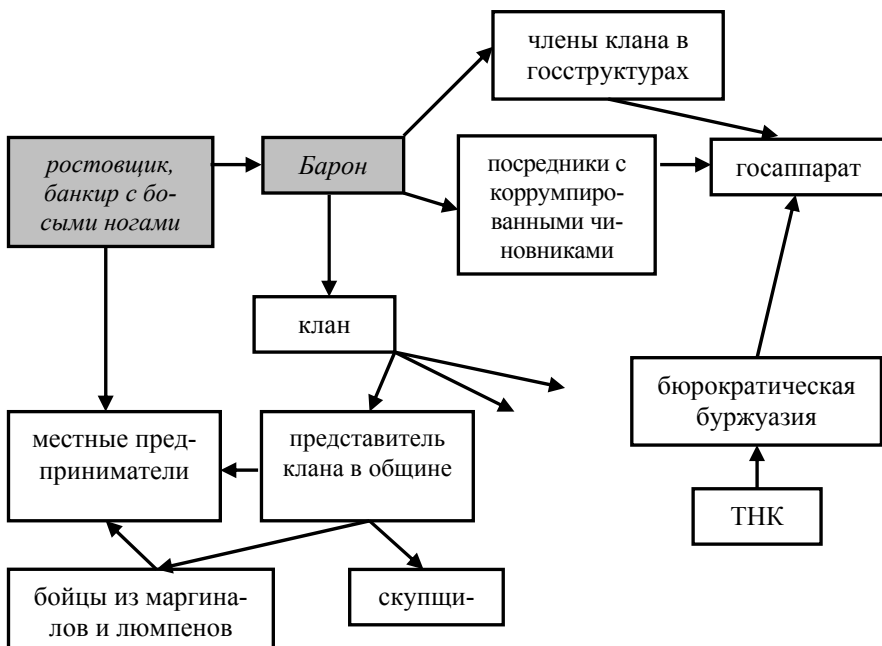 члены клана в
госструктурах
ростовщик,
банкир с бо-
сыми ногами
Барон
посредники с
коррумпиро-
ванными чи-
новниками
госаппарат
клан
бюрократическая
буржуазия
местные пред-
приниматели
представитель
клана в общине
ТНК
бойцы из маргина-
лов и люмпенов
скупщи-